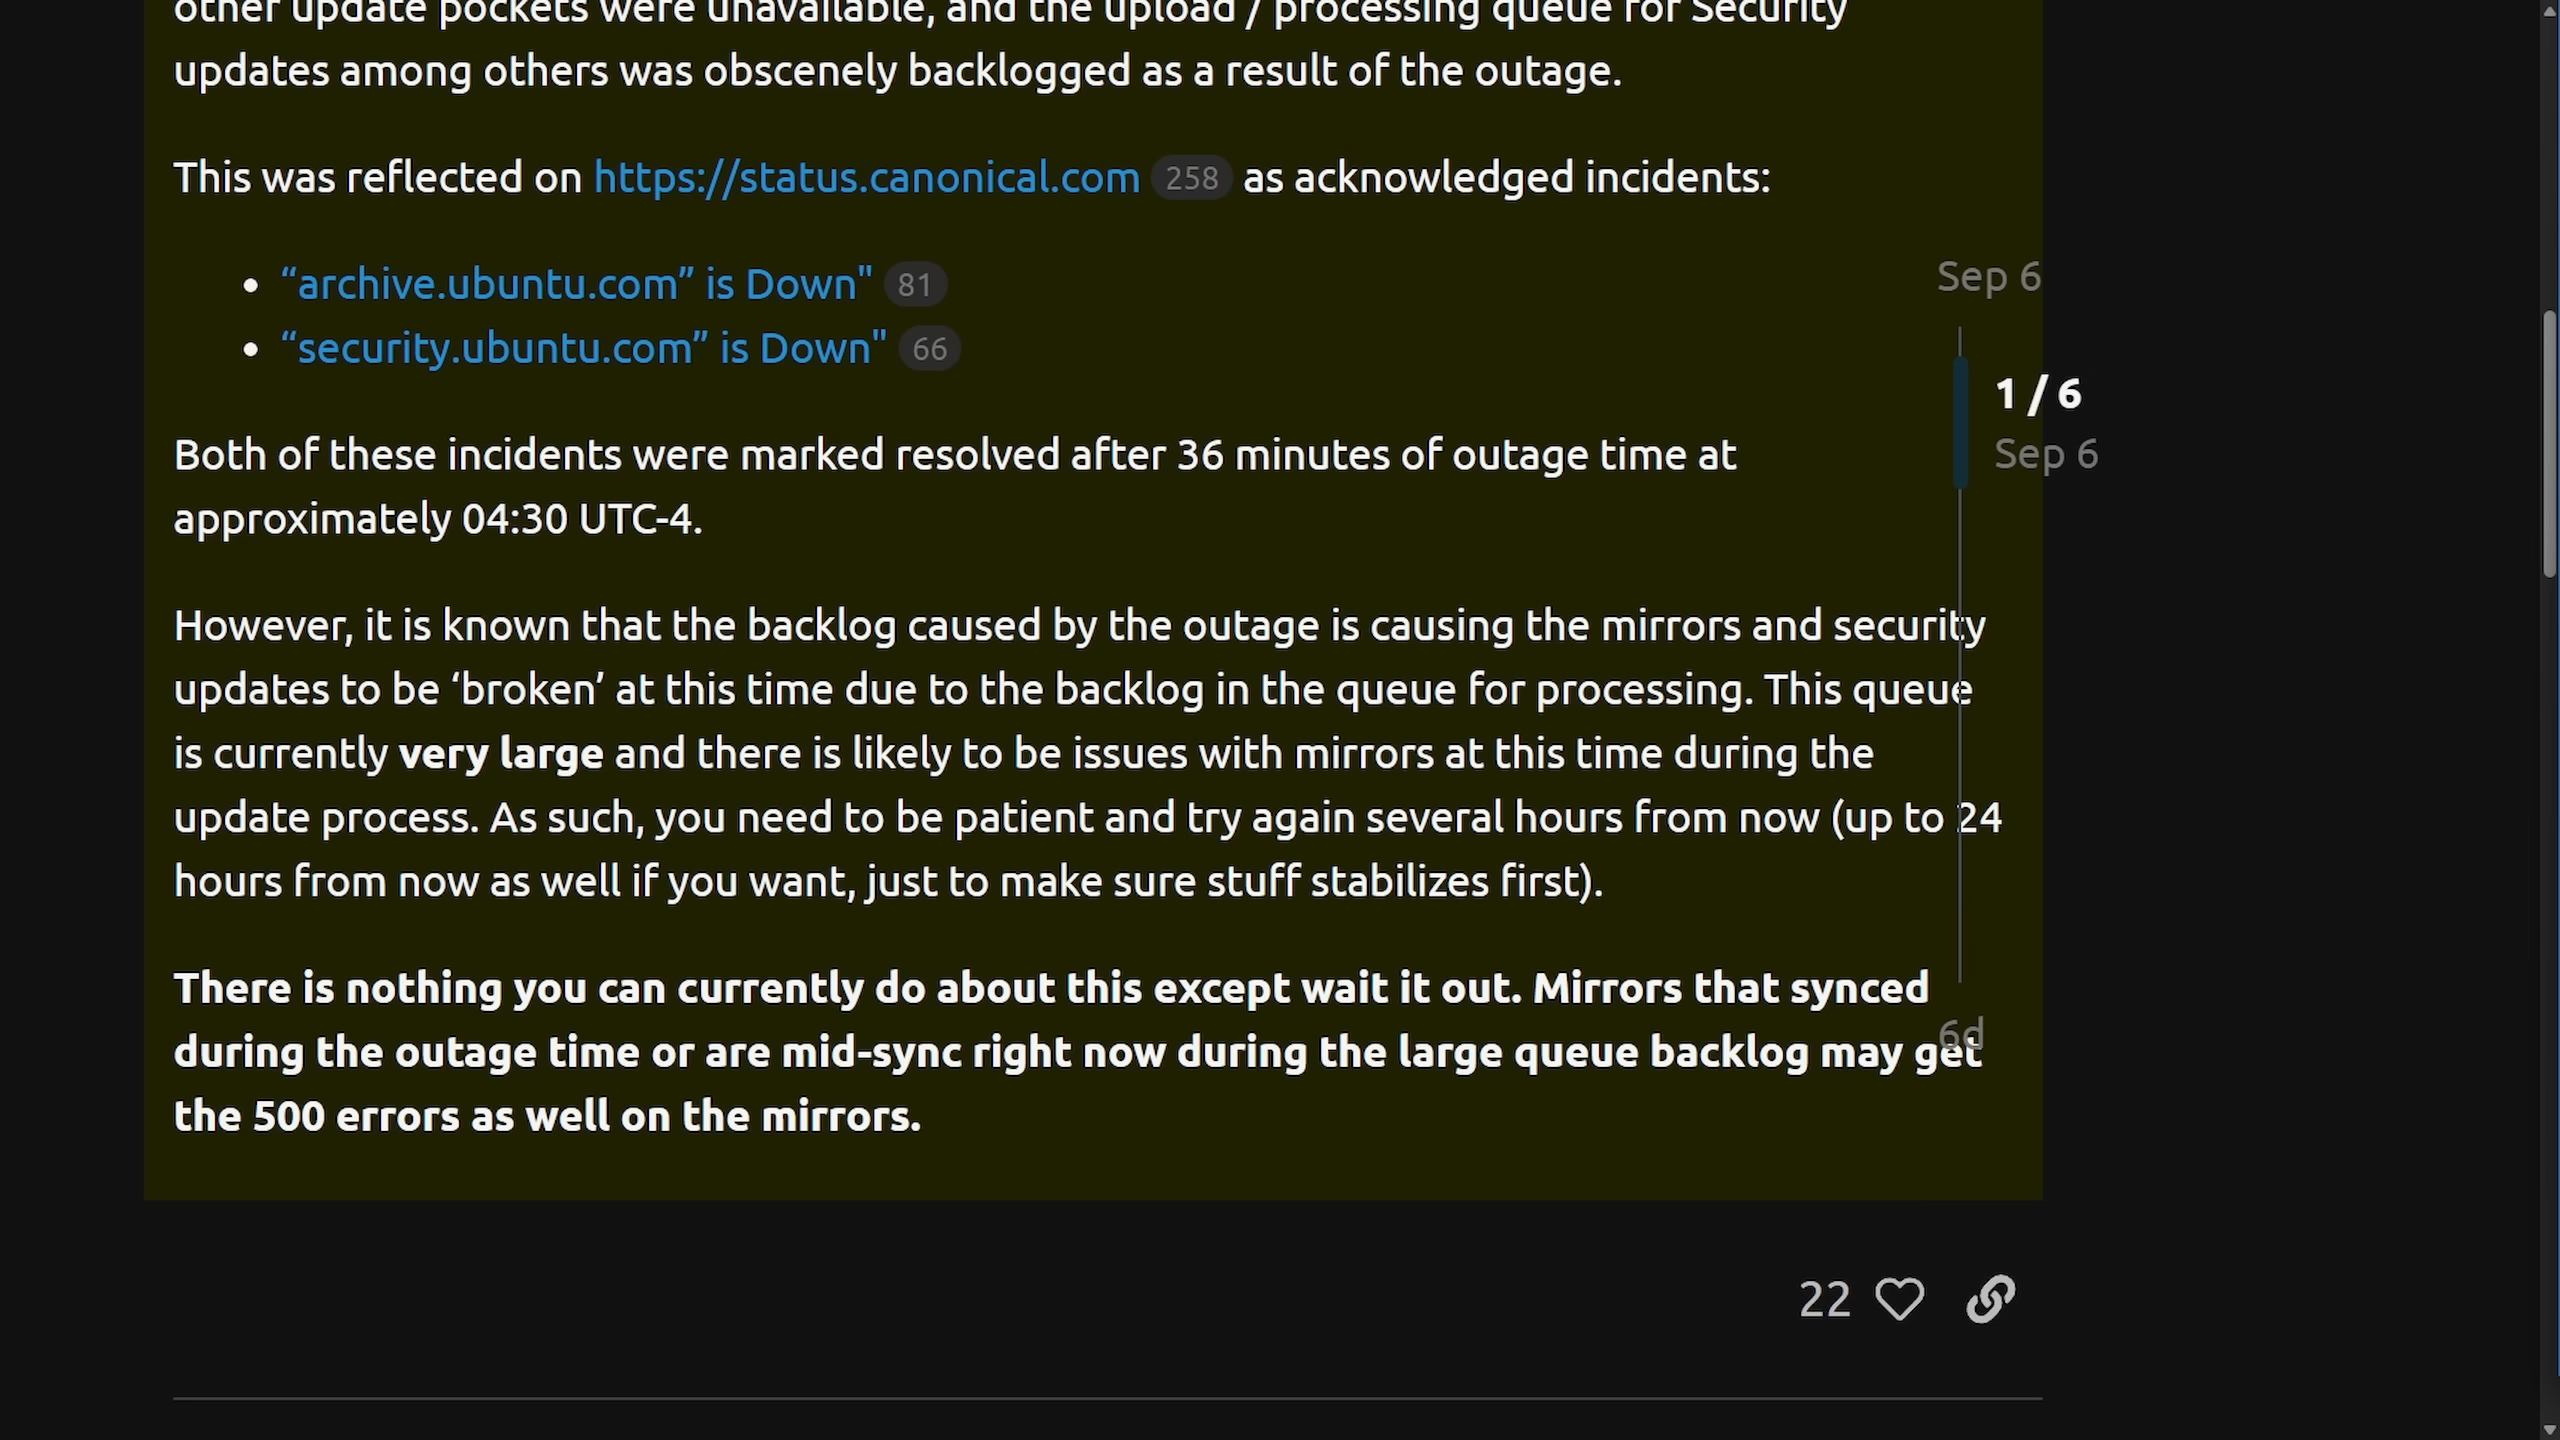 other update pockets were unavailable, and the upload / processing queue for Security
updates among others was obscenely backlogged as a result of the outage.
This was reflected on https://status.canonical.com 258 as acknowledged incidents:
• “archive.ubuntu.com” is Down" 81
• “security.ubuntu.com” is Down" 66
Both of these incidents were marked resolved after 36 minutes of outage time at
approximately 04:30 UTC-4.
However, it is known that the backlog caused by the outage is causing the mirrors and security
updates to be ‘broken’ at this time due to the backlog in the queue for processing. This queue
is currently very large and there is likely to be issues with mirrors at this time during the
update process. As such, you need to be patient and try again several hours from now (up to 24
hours from now as well if you want, just to make sure stuff stabilizes first).
There is nothing you can currently do about this except wait it out. Mirrors that synced
during the outage time or are mid-sync right now during the large queue backlog may get
the 500 errors as well on the mirrors.
22
Sep 6
1 / 6
Sep 6
6d